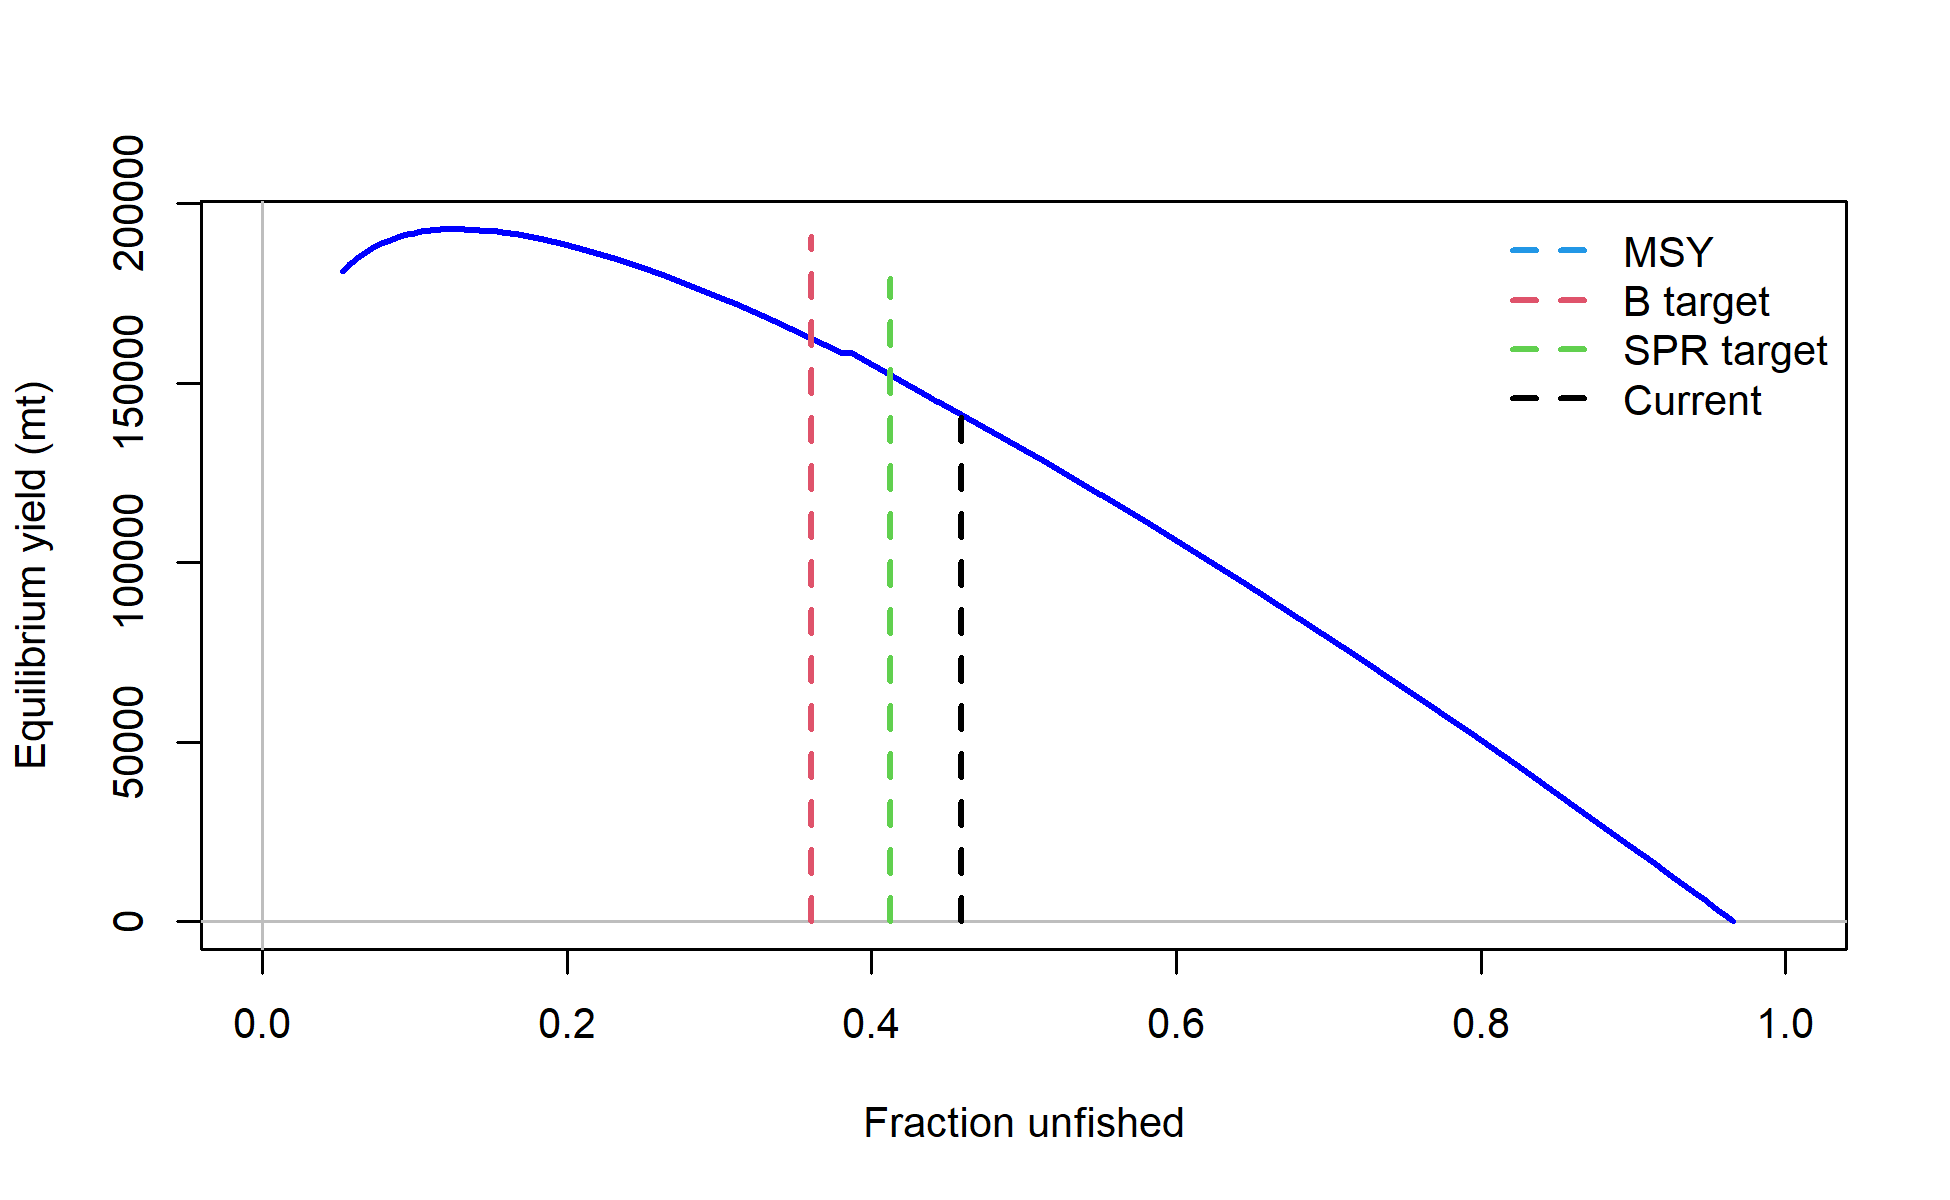 Equilibrium yield (mt)
200000
150000
100000
50000
0
MSY
B target
SPR target
Current
0.0 0.2 0.4 0.6 0.8 1.0
Fraction unfished